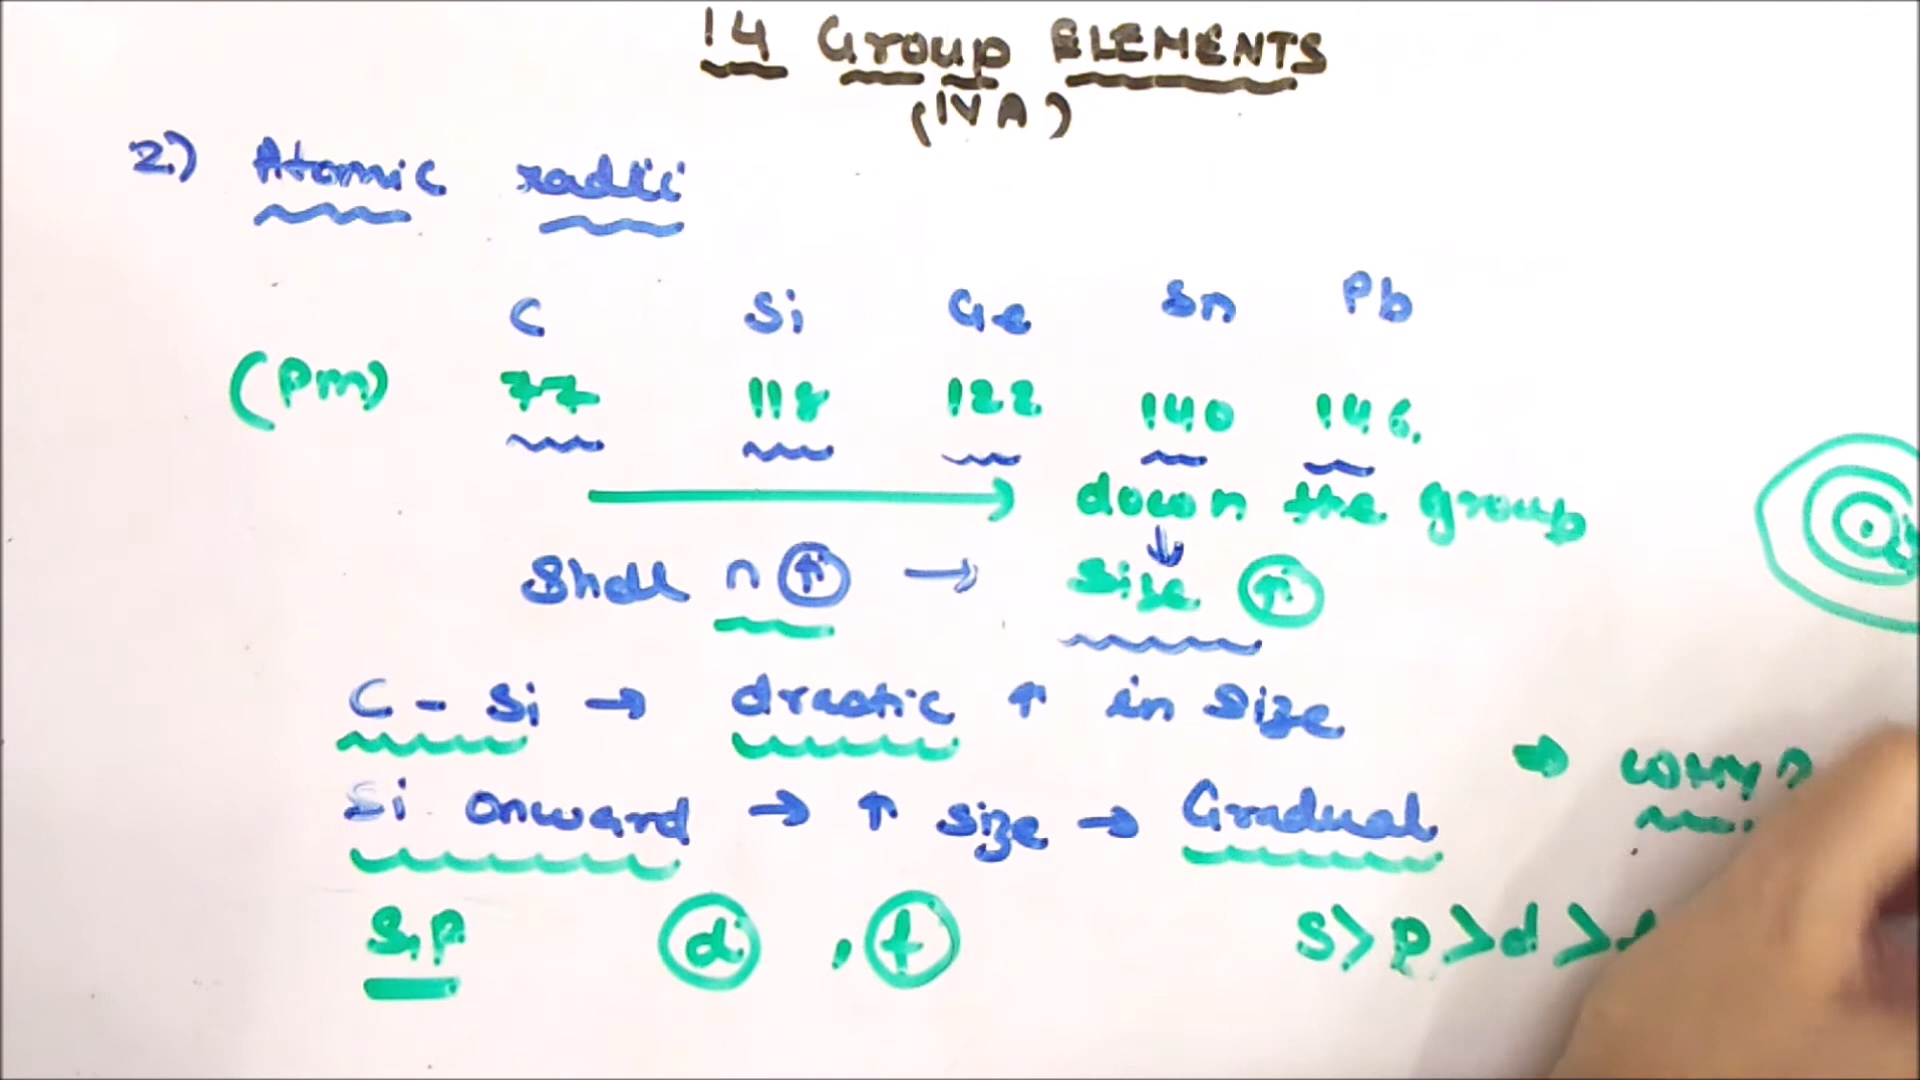 14 Group ELEMENTS
(IVA)
2.) Atomic radii
C Si Ge Sn Pb
(Pm) 77 118 122 140 146.
→ down the group
↓
Shell n ↑ → Size ↑
C - Si → drastic ↑ in size
→ why?
Si onward → ↑ size → Gradual
S,P d , f S>p>d>